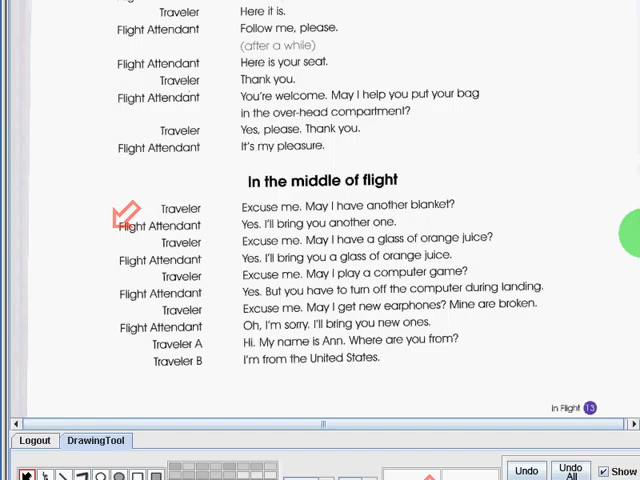 Traveler Here it is.
Flight Attendant Follow me, please.
(after a while)
Flight Attendant Here is your seat.
Traveler Thank you.
Flight Attendant You're welcome. May I help you put your bag
in the over-head compartment?
Traveler Yes, please. Thank you.
Flight Attendant It's my pleasure.
In the middle of flight
Traveler Excuse me. May I have another blanket?
Flight Attendant Yes. I'll bring you another one.
Traveler Excuse me. May I have a glass of orange juice?
Flight Attendant Yes. I'll bring you a glass of orange juice.
Traveler Excuse me. May I play a computer game?
Flight Attendant Yes. But you have to turn off the computer during landing.
Traveler Excuse me. May I get new earphones? Mine are broken.
Flight Attendant Oh, I'm sorry. I'll bring you new ones.
Traveler A Hi. My name is Ann. Where are you from?
Traveler B I'm from the United States.
In Flight 13
Logout DrawingTool
Undo Undo All Show